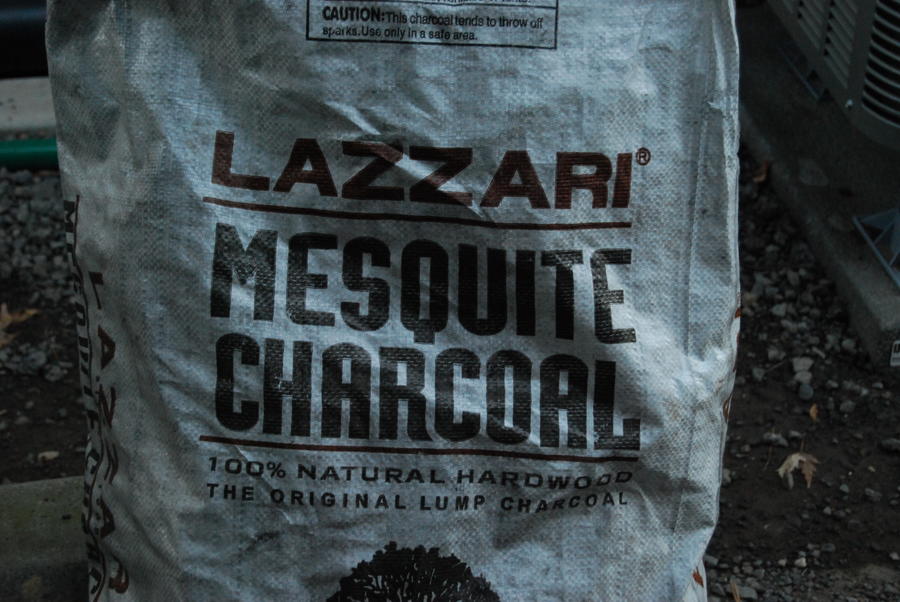 CAUTION: This charcoal tends to throw off
sparks. Use only in a safe area.
LAZZARI®
MESQUITE
CHARCOAL
100% NATURAL HARDWOOD
THE ORIGINAL LUMP CHARCOAL
LAZZARI